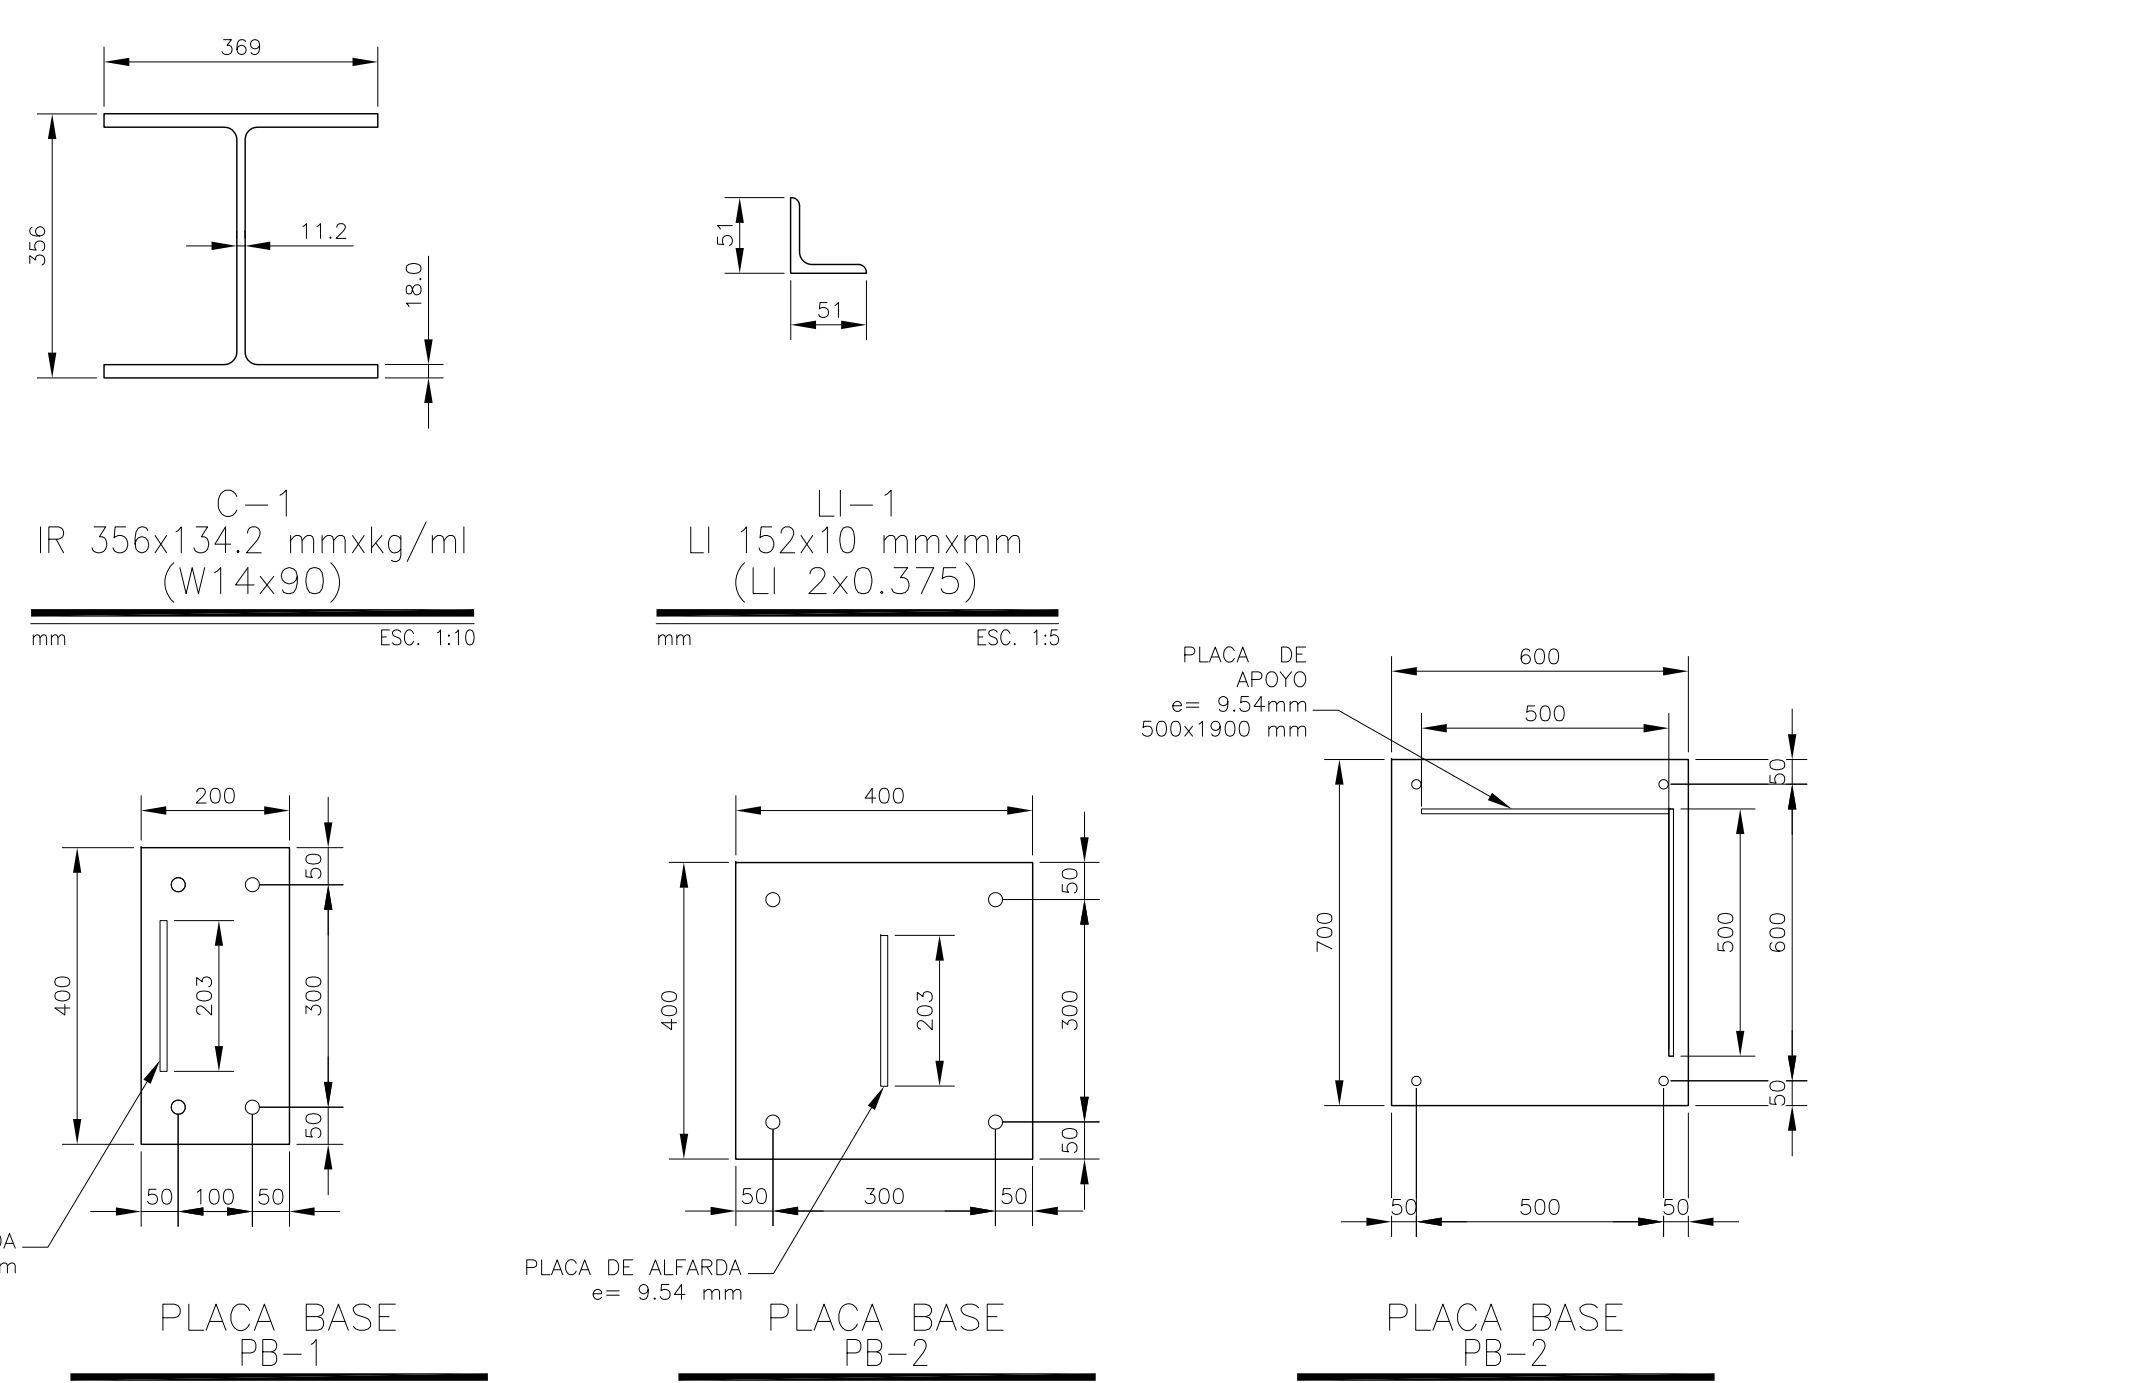 369
356
11.2
18.0
C-1
IR 356x134.2 mmxkg/ml
(W14x90)
mm ESC. 1:10
51
51
LI-1
LI 152x10 mmxmm
(LI 2x0.375)
mm ESC. 1:5
200
50
400
203
300
50
50 100 50
DA
m
PLACA BASE
PB-1
400
50
400
203
300
50
50 300 50
PLACA DE ALFARDA
e= 9.54 mm
PLACA BASE
PB-2
PLACA DE
APOYO
e= 9.54mm
500x1900 mm
600
500
50
700
500
600
50
50 500 50
PLACA BASE
PB-2